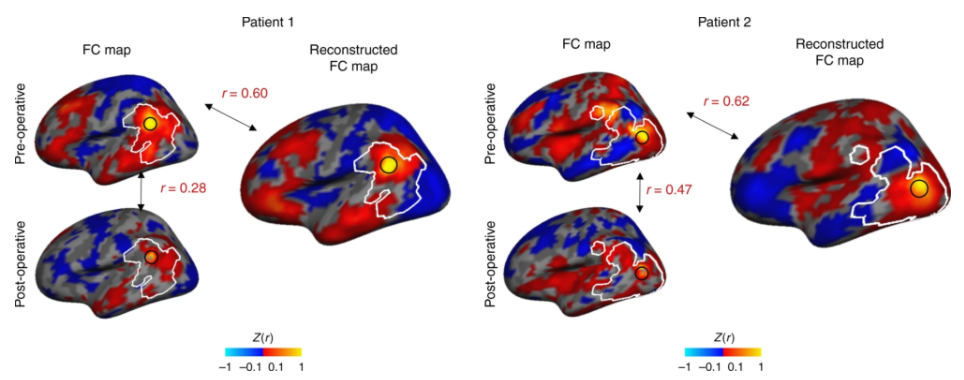 Patient 1
FC map
Reconstructed
FC map
Pre-operative
r = 0.60
r = 0.28
Post-operative
Z(r)
−1 −0.1 0.1 1
Patient 2
FC map
Reconstructed
FC map
Pre-operative
r = 0.62
r = 0.47
Post-operative
Z(r)
−1 −0.1 0.1 1